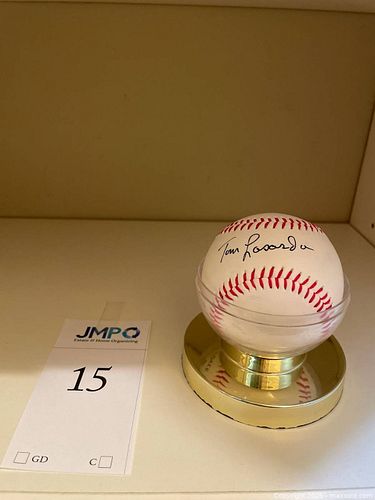 Tom Lasorda
JMPO
Estate & Home Organizing
15
GD
C